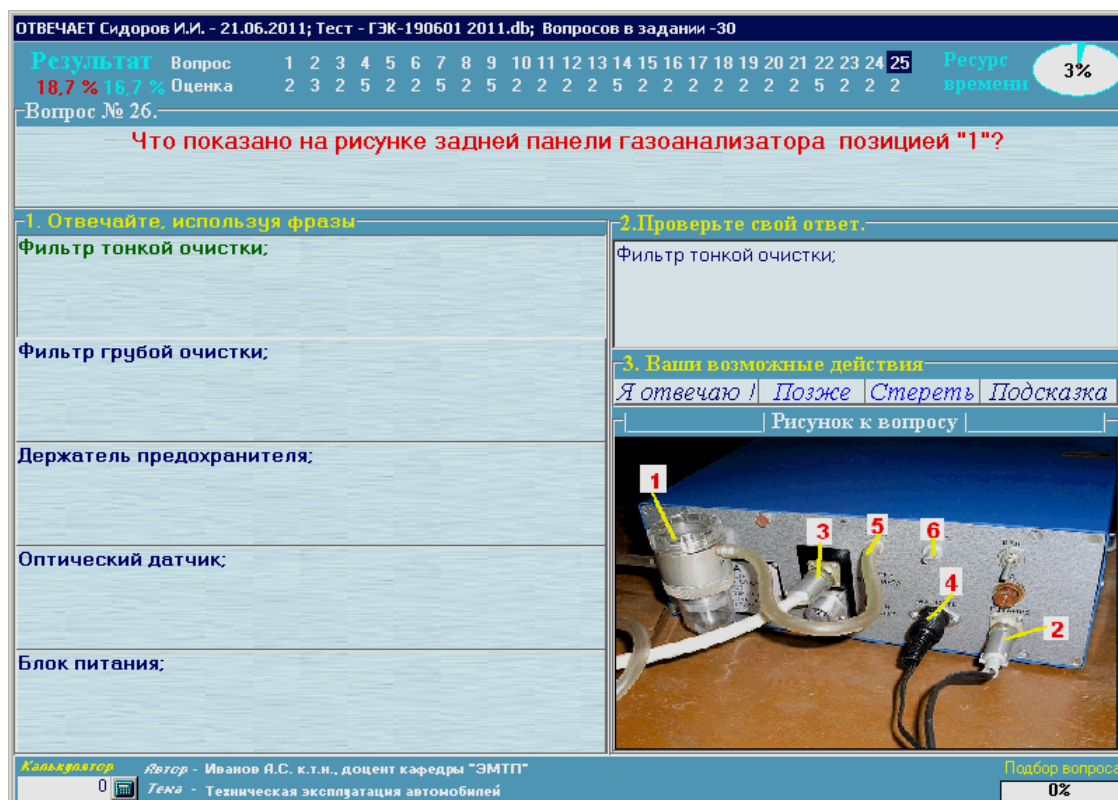 ОТВЕЧАЕТ Сидоров И.И. - 21.06.2011; Тест - ГЭК-190601 2011.db; Вопросов в задании -30
Результат Вопрос 1 2 3 4 5 6 7 8 9 10 11 12 13 14 15 16 17 18 19 20 21 22 23 24 25 Ресурс времени 3%
18,7 % 16,7 % Оценка 2 3 2 5 2 2 5 2 5 2 2 2 2 5 2 2 2 2 2 2 2 5 2 2 2
Вопрос № 26.
Что показано на рисунке задней панели газоанализатора позицией "1"?
1. Отвечайте, используя фразы
Фильтр тонкой очистки;
Фильтр грубой очистки;
Держатель предохранителя;
Оптический датчик;
Блок питания;
2.Проверьте свой ответ.
Фильтр тонкой очистки;
3. Ваши возможные действия
Я отвечаю ! Позже Стереть Подсказка
Рисунок к вопросу
1
3
5
6
4
2
Калькулятор
0
Автор - Иванов А.С. к.т.н., доцент кафедры "ЭМТП"
Тема - Техническая эксплуатация автомобилей
Подбор вопроса
0%